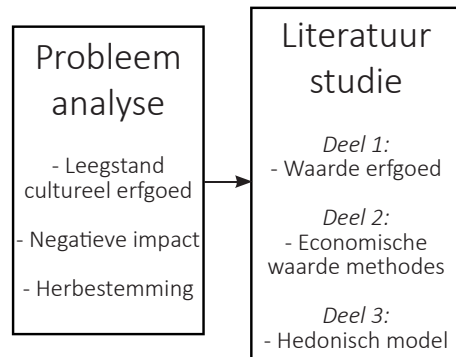 Probleem
analyse
- Leegstand
cultureel erfgoed
- Negatieve impact
- Herbestemming
Literatuur
studie
Deel 1:
- Waarde erfgoed
Deel 2:
- Economische
waarde methodes
Deel 3:
- Hedonisch model